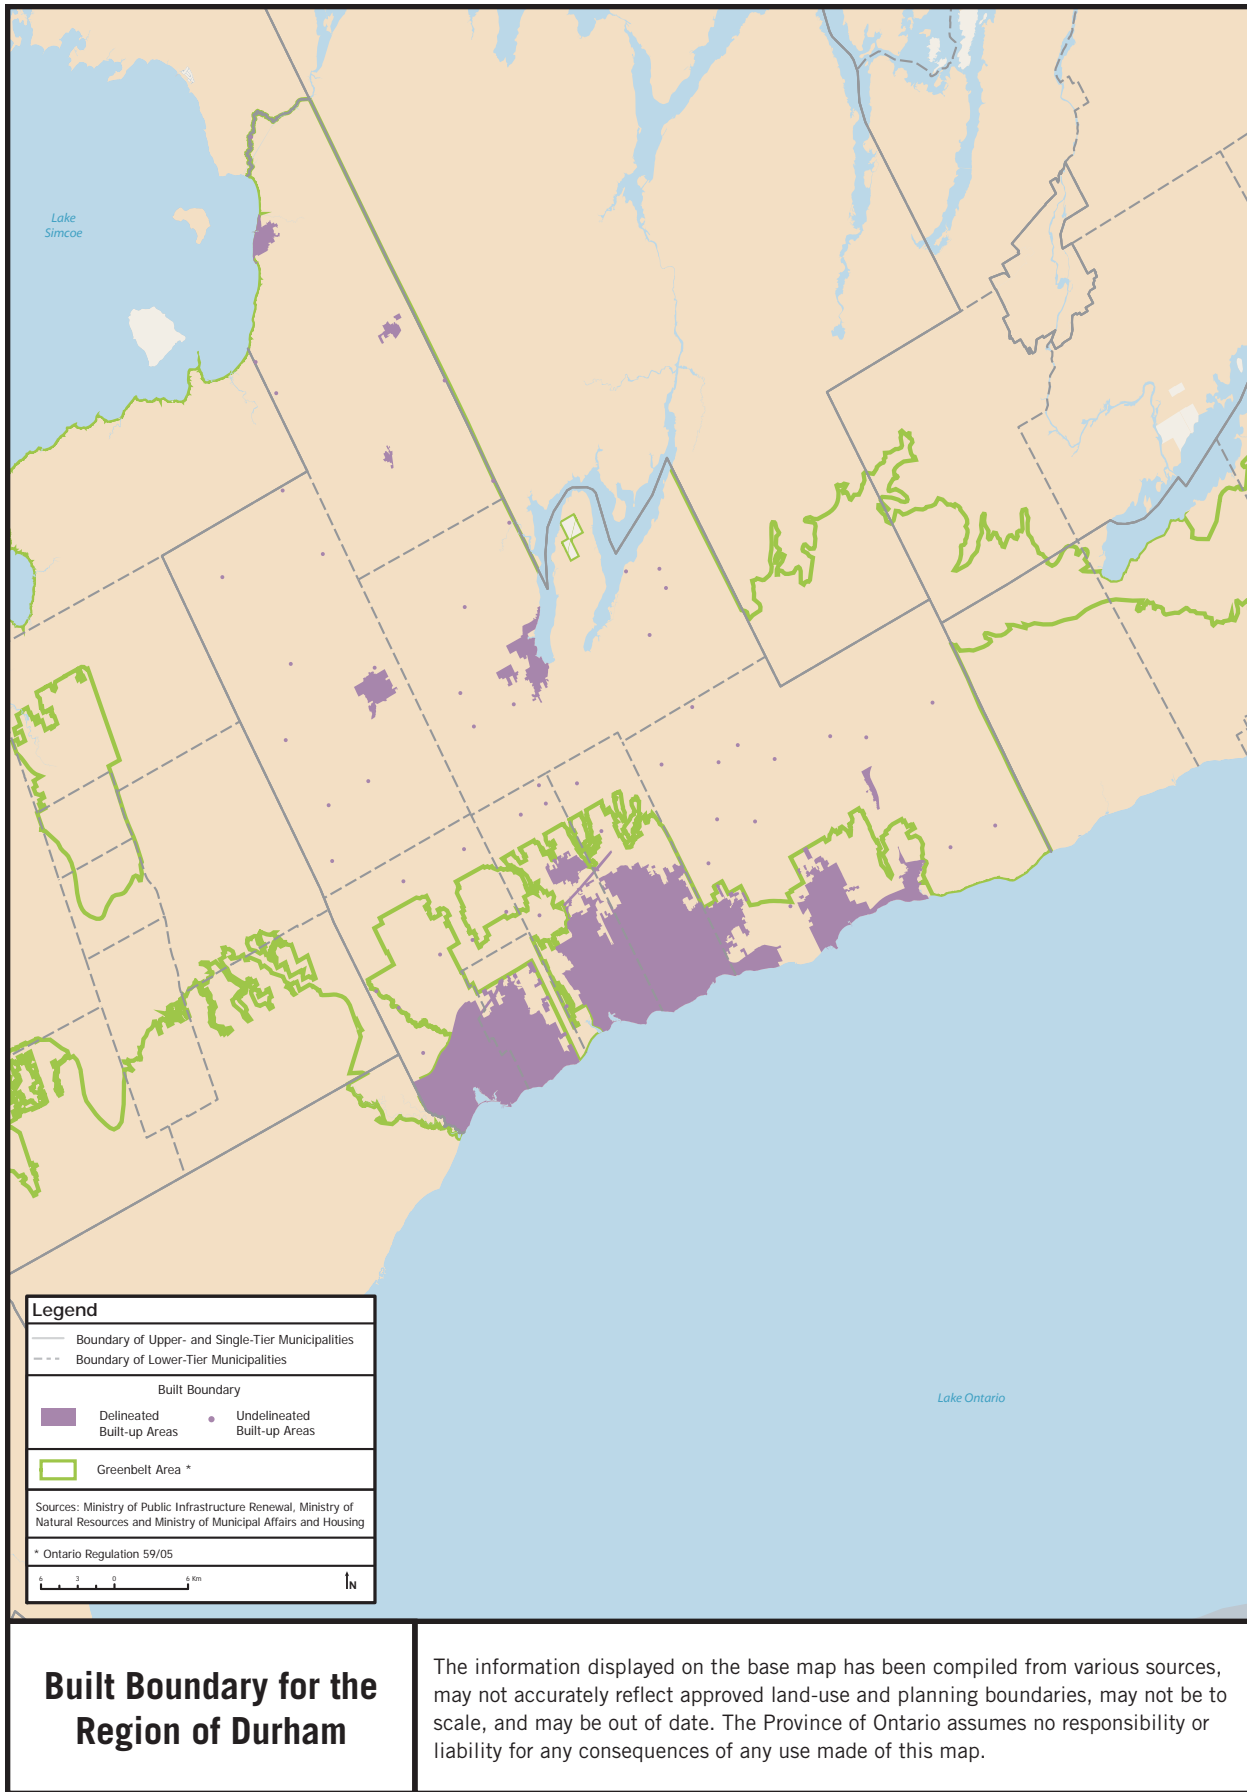 Lake
Simcoe
Lake Ontario
Legend
Boundary of Upper- and Single-Tier Municipalities
Boundary of Lower-Tier Municipalities
Built Boundary
Delineated
Built-up Areas
Undelineated
Built-up Areas
Greenbelt Area *
Sources: Ministry of Public Infrastructure Renewal, Ministry of
Natural Resources and Ministry of Municipal Affairs and Housing
* Ontario Regulation 59/05
6 3 0 6 Km
N
Built Boundary for the
Region of Durham
The information displayed on the base map has been compiled from various sources,
may not accurately reflect approved land-use and planning boundaries, may not be to
scale, and may be out of date. The Province of Ontario assumes no responsibility or
liability for any consequences of any use made of this map.